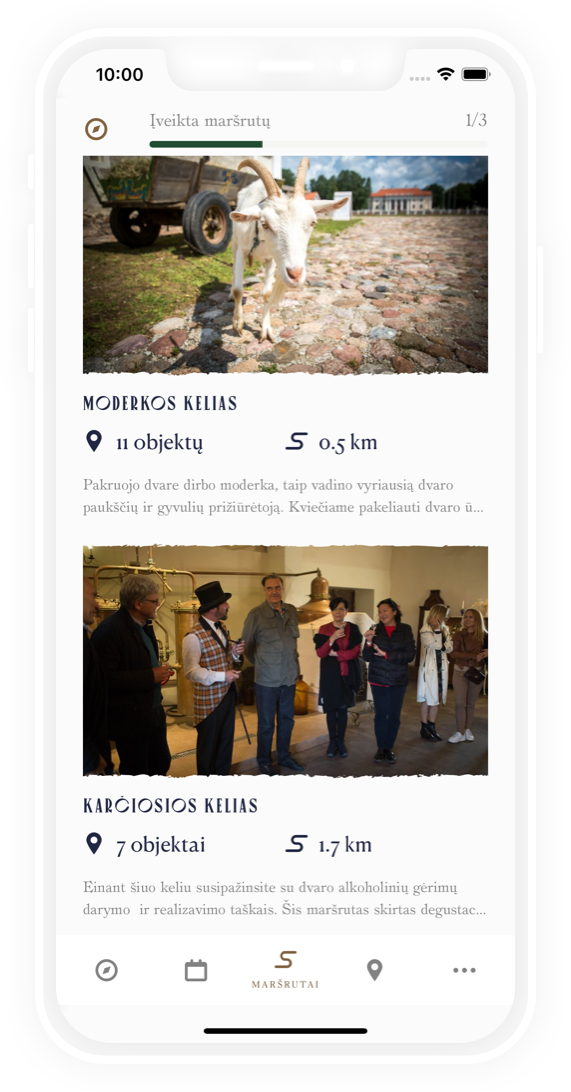 10:00
Įveikta maršrutų 1/3
MODERKOS KELIAS
11 objektų 0.5 km
Pakruojo dvare dirbo moderka, taip vadino vyriausią dvaro
paukščių ir gyvulių prižiūrėtoją. Kviečiame pakeliauti dvaro ū...
KARČIOSIOS KELIAS
7 objektai 1.7 km
Einant šiuo keliu susipažinsite su dvaro alkoholinių gėrimų
darymo ir realizavimo taškais. Šis maršrutas skirtas degustac...
MARŠRUTAI